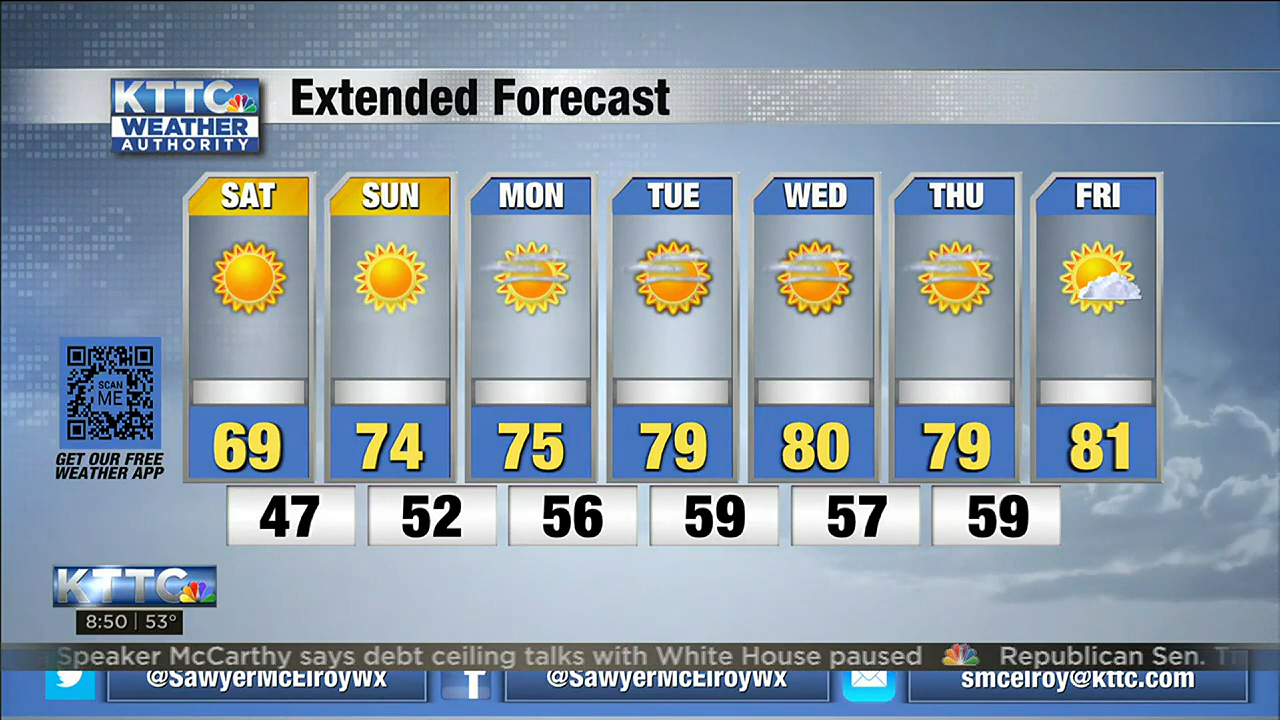 KTTC
WEATHER
AUTHORITY
Extended Forecast
SAT SUN MON TUE WED THU FRI
SCAN
ME
GET OUR FREE
WEATHER APP
69 74 75 79 80 79 81
47 52 56 59 57 59
KTTC
8:50 | 53°
Speaker McCarthy says debt ceiling talks with White House paused Republican Sen.
@SawyerMcElroyWx @SawyerMcElroyWx smcelroy@kttc.com